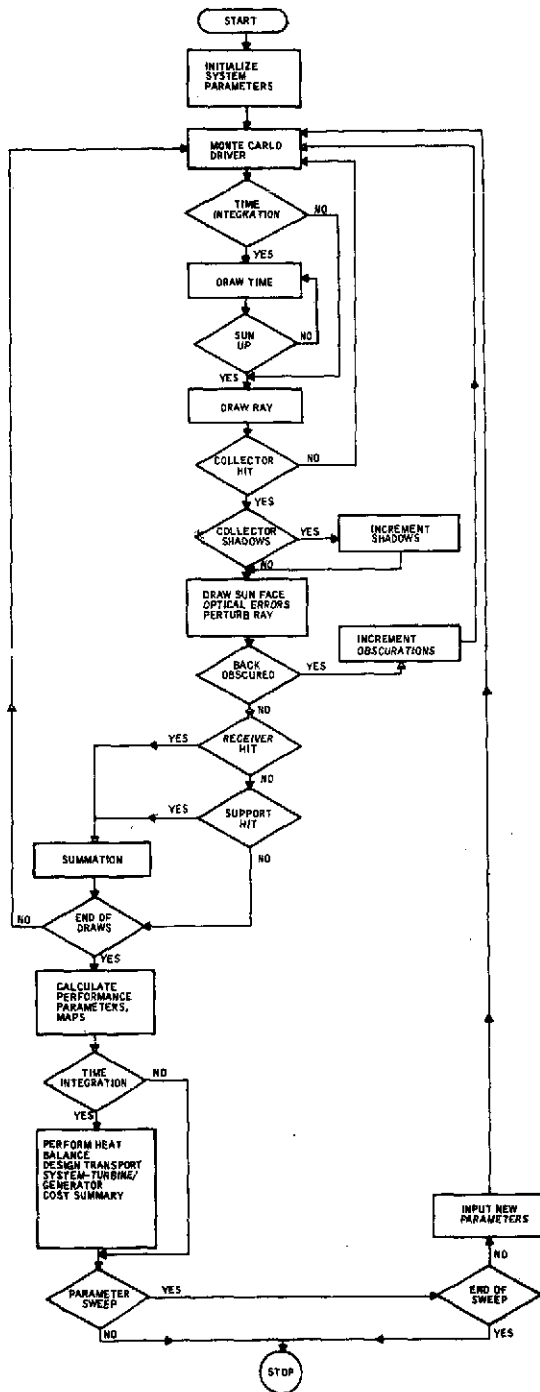 START
INITIALIZE
SYSTEM
PARAMETERS
MONTE CARLO
DRIVER
TIME
INTEGRATION
NO
YES
DRAW TIME
SUN
UP
NO
YES
DRAW RAY
COLLECTOR
HIT
NO
YES
COLLECTOR
SHADOWS
YES
INCREMENT
SHADOWS
NO
DRAW SUN FACE
OPTICAL ERRORS
PERTURB RAY
INCREMENT
OBSCURATIONS
BACK
OBSCURED
YES
NO
YES
RECEIVER
HIT
NO
YES
SUPPORT
HIT
NO
SUMMATION
NO
END OF
DRAWS
YES
CALCULATE
PERFORMANCE
PARAMETERS,
MAPS
TIME
INTEGRATION
NO
YES
PERFORM HEAT
BALANCE
DESIGN TRANSPORT
SYSTEM-TURBINE/
GENERATOR
COST SUMMARY
INPUT NEW
PARAMETERS
NO
PARAMETER
SWEEP
YES
END OF
SWEEP
NO
YES
STOP